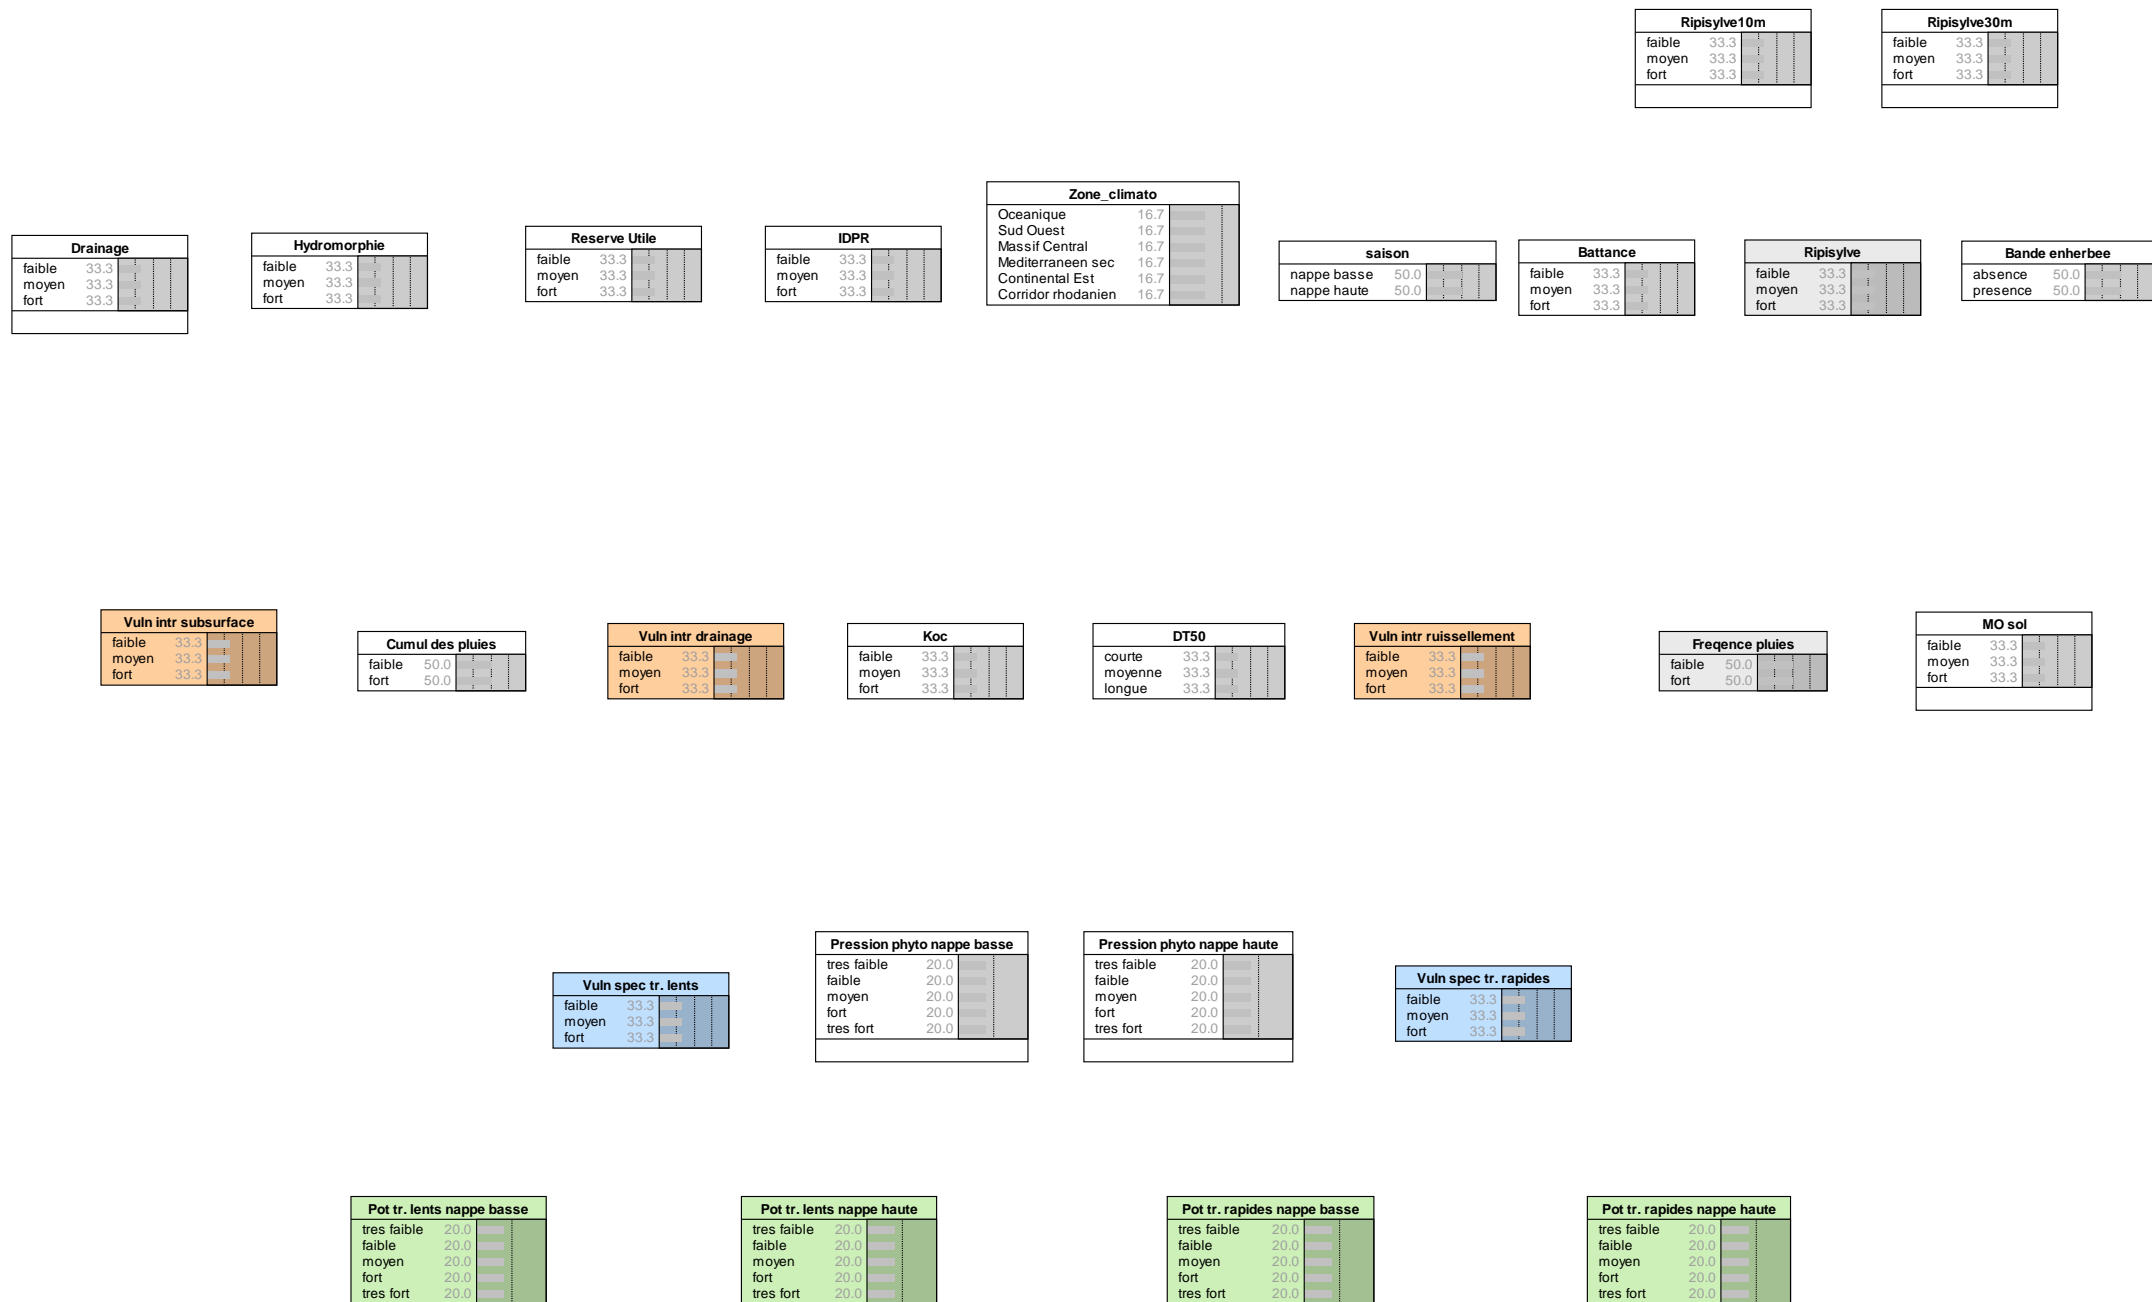 Ripisylve10m
faible 33.3
moyen 33.3
fort 33.3
Ripisylve30m
faible 33.3
moyen 33.3
fort 33.3
Drainage
faible 33.3
moyen 33.3
fort 33.3
Hydromorphie
faible 33.3
moyen 33.3
fort 33.3
Reserve Utile
faible 33.3
moyen 33.3
fort 33.3
IDPR
faible 33.3
moyen 33.3
fort 33.3
Zone_climato
Oceanique 16.7
Sud Ouest 16.7
Massif Central 16.7
Mediterraneen sec 16.7
Continental Est 16.7
Corridor rhodanien 16.7
saison
nappe basse 50.0
nappe haute 50.0
Battance
faible 33.3
moyen 33.3
fort 33.3
Ripisylve
faible 33.3
moyen 33.3
fort 33.3
Bande enherbee
absence 50.0
presence 50.0
Vuln intr subsurface
faible 33.3
moyen 33.3
fort 33.3
Cumul des pluies
faible 50.0
fort 50.0
Vuln intr drainage
faible 33.3
moyen 33.3
fort 33.3
Koc
faible 33.3
moyen 33.3
fort 33.3
DT50
courte 33.3
moyenne 33.3
longue 33.3
Vuln intr ruissellement
faible 33.3
moyen 33.3
fort 33.3
Freqence pluies
faible 50.0
fort 50.0
MO sol
faible 33.3
moyen 33.3
fort 33.3
Vuln spec tr. lents
faible 33.3
moyen 33.3
fort 33.3
Pression phyto nappe basse
tres faible 20.0
faible 20.0
moyen 20.0
fort 20.0
tres fort 20.0
Pression phyto nappe haute
tres faible 20.0
faible 20.0
moyen 20.0
fort 20.0
tres fort 20.0
Vuln spec tr. rapides
faible 33.3
moyen 33.3
fort 33.3
Pot tr. lents nappe basse
tres faible 20.0
faible 20.0
moyen 20.0
fort 20.0
tres fort 20.0
Pot tr. lents nappe haute
tres faible 20.0
faible 20.0
moyen 20.0
fort 20.0
tres fort 20.0
Pot tr. rapides nappe basse
tres faible 20.0
faible 20.0
moyen 20.0
fort 20.0
tres fort 20.0
Pot tr. rapides nappe haute
tres faible 20.0
faible 20.0
moyen 20.0
fort 20.0
tres fort 20.0